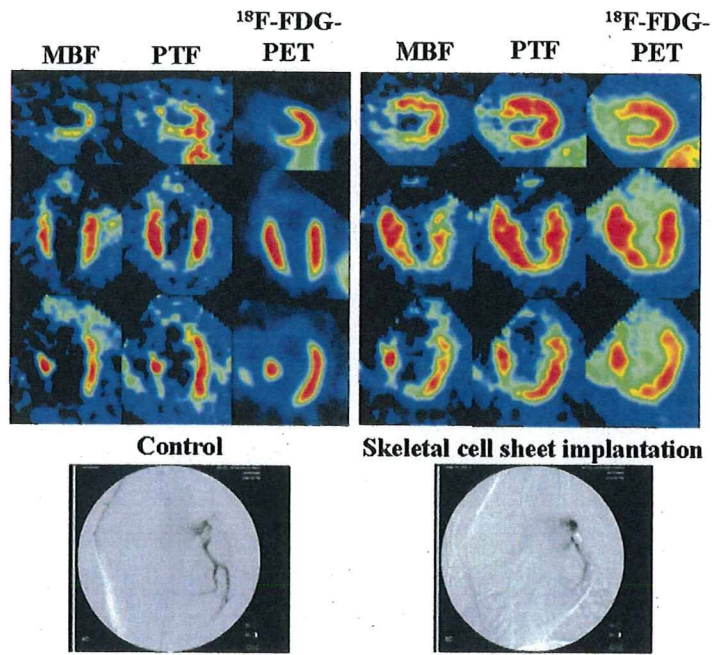 MBF PTF 18F-FDG-PET
MBF PTF 18F-FDG-PET
Control
Skeletal cell sheet implantation